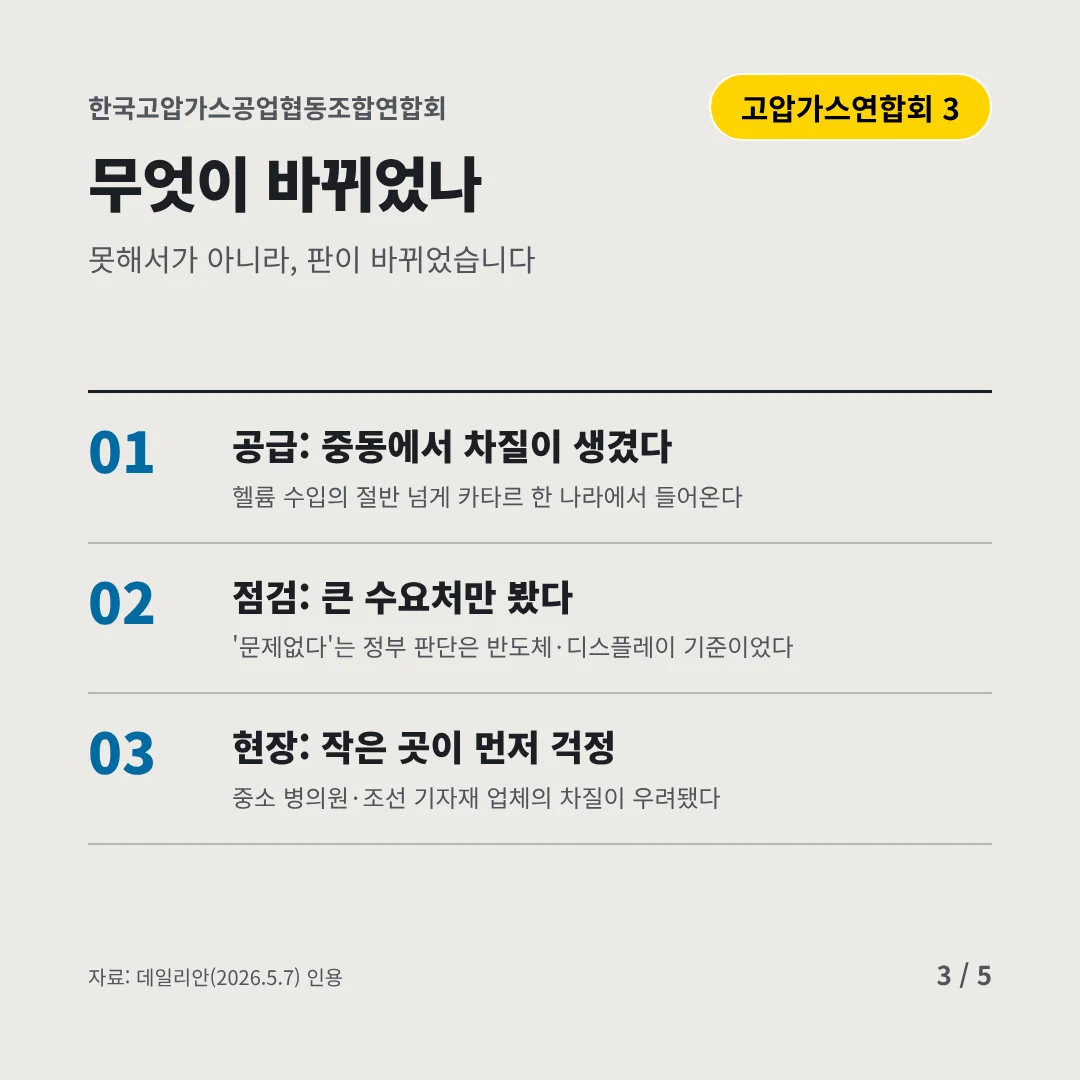 한국고압가스공업협동조합연합회
고압가스연합회 3
무엇이 바뀌었나
못해서가 아니라, 판이 바뀌었습니다
01
공급: 중동에서 차질이 생겼다
헬륨 수입의 절반 넘게 카타르 한 나라에서 들어온다
02
점검: 큰 수요처만 봤다
'문제없다'는 정부 판단은 반도체·디스플레이 기준이었다
03
현장: 작은 곳이 먼저 걱정
중소 병의원·조선 기자재 업체의 차질이 우려됐다
자료: 데일리안(2026.5.7) 인용
3 / 5